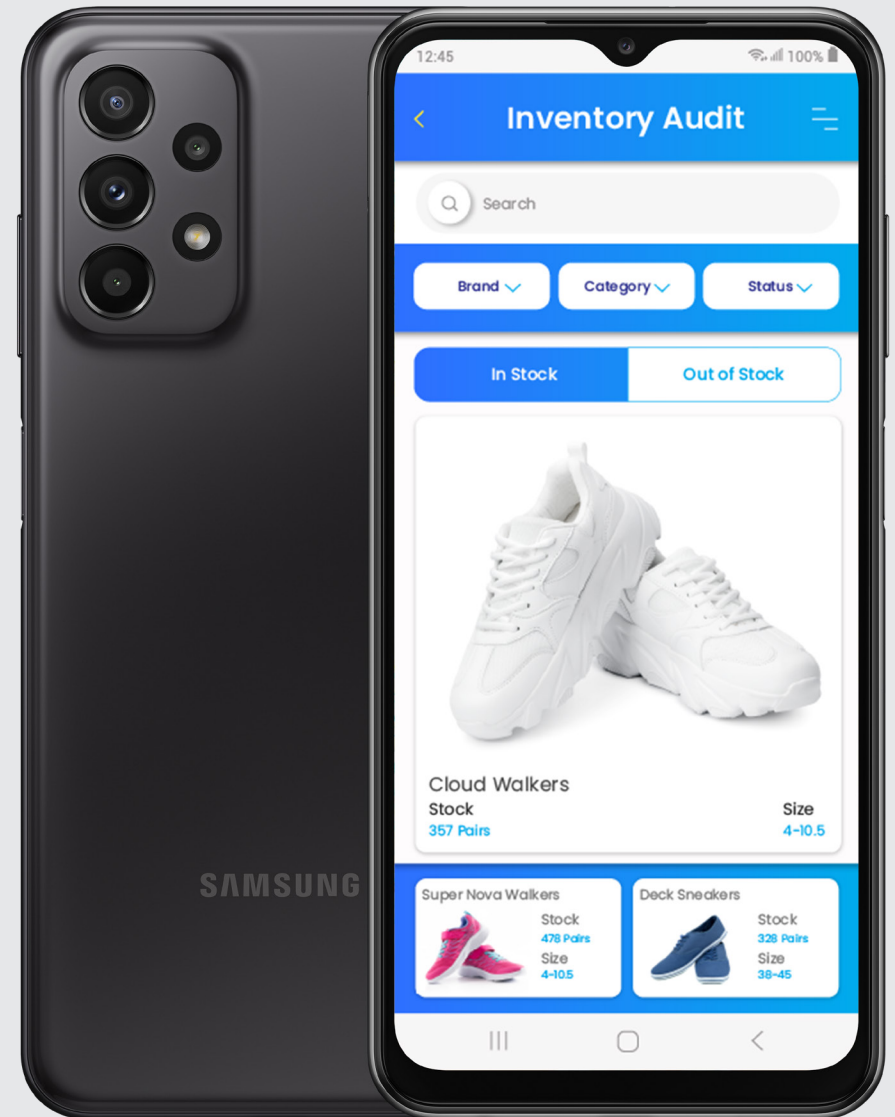 12:45
100%
Inventory Audit
Search
Brand
Category
Status
In Stock
Out of Stock
Cloud Walkers
Stock
Size
357 Pairs
4-10.5
SAMSUNG
Super Nova Walkers
Stock
478 Pairs
Size
4-10.5
Deck Sneakers
Stock
328 Pairs
Size
38-45